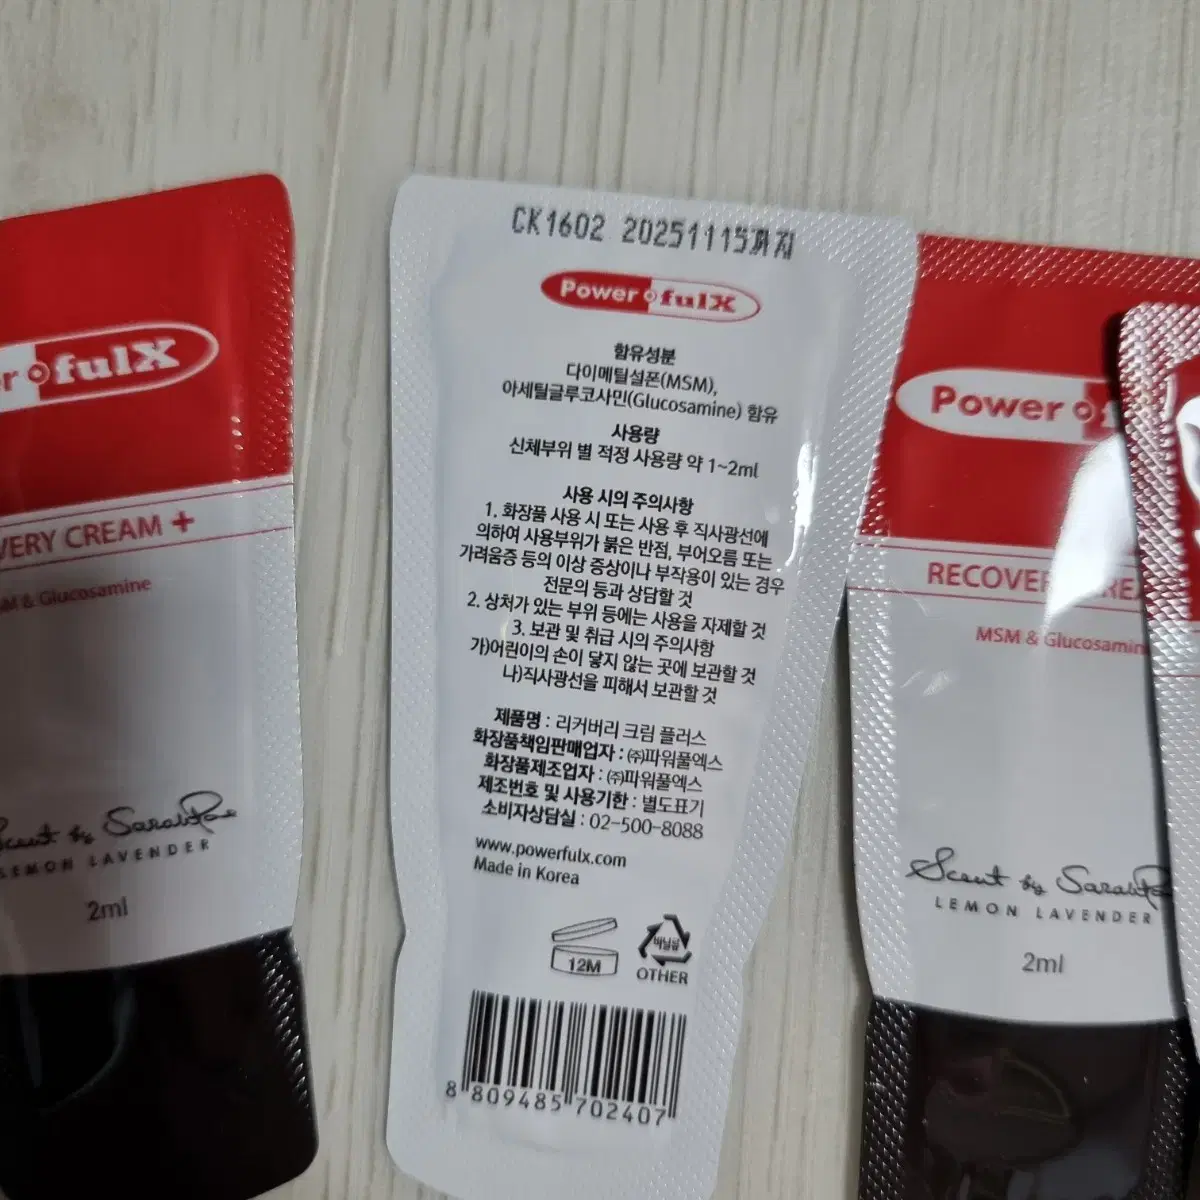 fulX
VERY CREAM +
& Glucosamine
Scent by SarahRae
LEMON LAVENDER
2ml
CK1602 20251115까지
Power fulX
함유성분
다이메틸설폰(MSM),
아세틸글루코사민(Glucosamine) 함유
사용량
신체부위 별 적정 사용량 약 1~2ml
사용 시의 주의사항
1. 화장품 사용 시 또는 사용 후 직사광선에
의하여 사용부위가 붉은 반점, 부어오름 또는
가려움증 등의 이상 증상이나 부작용이 있는 경우
전문의 등과 상담할 것
2. 상처가 있는 부위 등에는 사용을 자제할 것
3. 보관 및 취급 시의 주의사항
가)어린이의 손이 닿지 않는 곳에 보관할 것
나)직사광선을 피해서 보관할 것
제품명 : 리커버리 크림 플러스
화장품책임판매업자 : ㈜파워풀엑스
화장품제조업자 : ㈜파워풀엑스
제조번호 및 사용기한 : 별도표기
소비자상담실 : 02-500-8088
www.powerfulx.com
Made in Korea
12M
비닐류
OTHER
8 809485 702407
Power
RECOVER
MSM & Glucosamin
Scent by SarahRa
LEMON LAVENDER
2ml